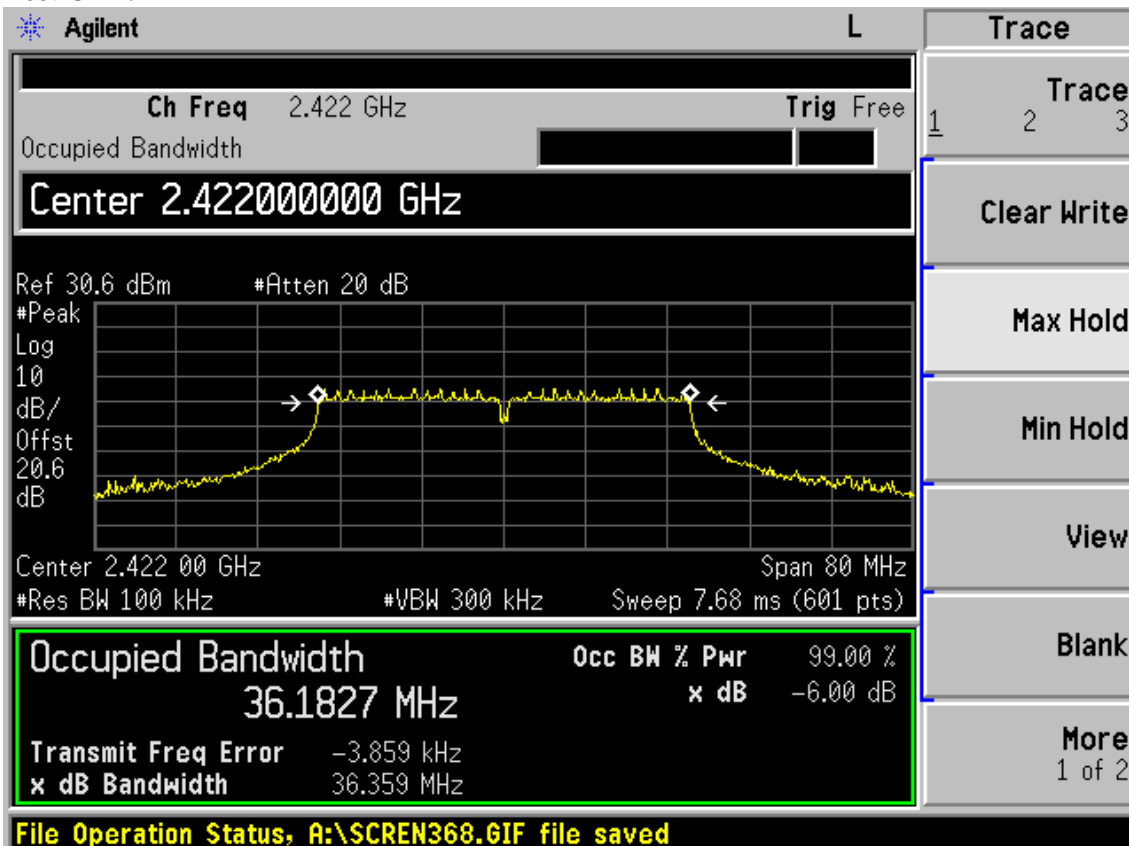 Agilent L Trace
Ch Freq 2.422 GHz Trig Free
Occupied Bandwidth
Center 2.422000000 GHz
Ref 30.6 dBm #Atten 20 dB
#Peak
Log
10
dB/
Offst
20.6
dB
Center 2.422 00 GHz Span 80 MHz
#Res BW 100 kHz #VBW 300 kHz Sweep 7.68 ms (601 pts)
Occupied Bandwidth Occ BW % Pwr 99.00 %
36.1827 MHz x dB -6.00 dB
Transmit Freq Error -3.859 kHz
x dB Bandwidth 36.359 MHz
File Operation Status, A:\SCREN368.GIF file saved
Trace
1 2 3
Clear Write
Max Hold
Min Hold
View
Blank
More
1 of 2